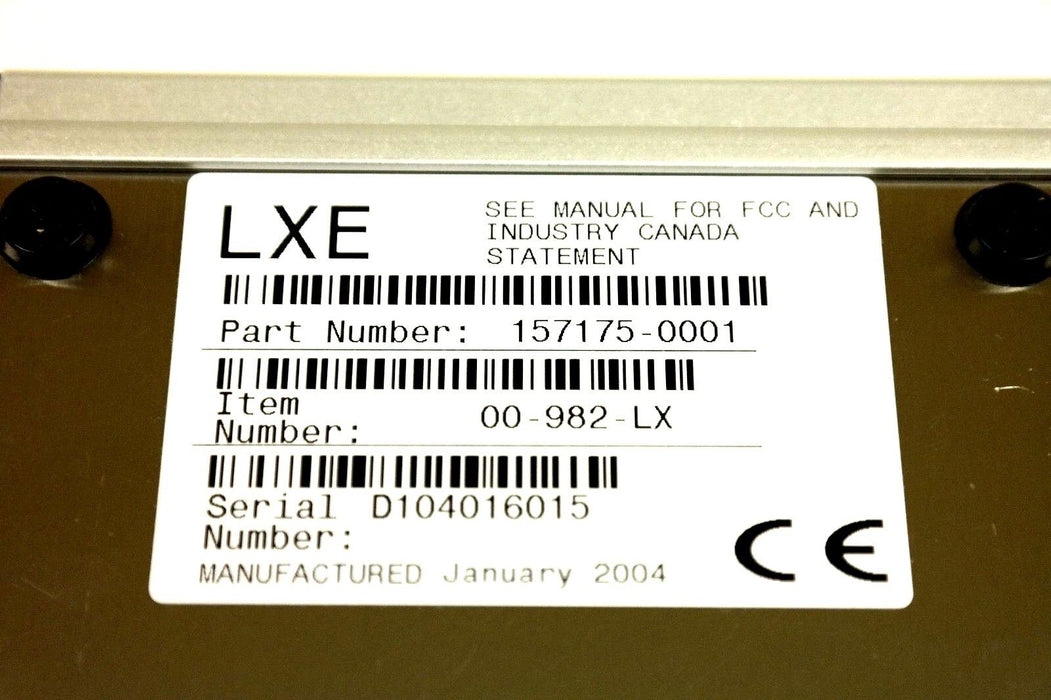 LXE
SEE MANUAL FOR FCC AND
INDUSTRY CANADA
STATEMENT
Part Number: 157175-0001
Item
Number: 00-982-LX
Serial D104016015
Number:
MANUFACTURED January 2004
CE